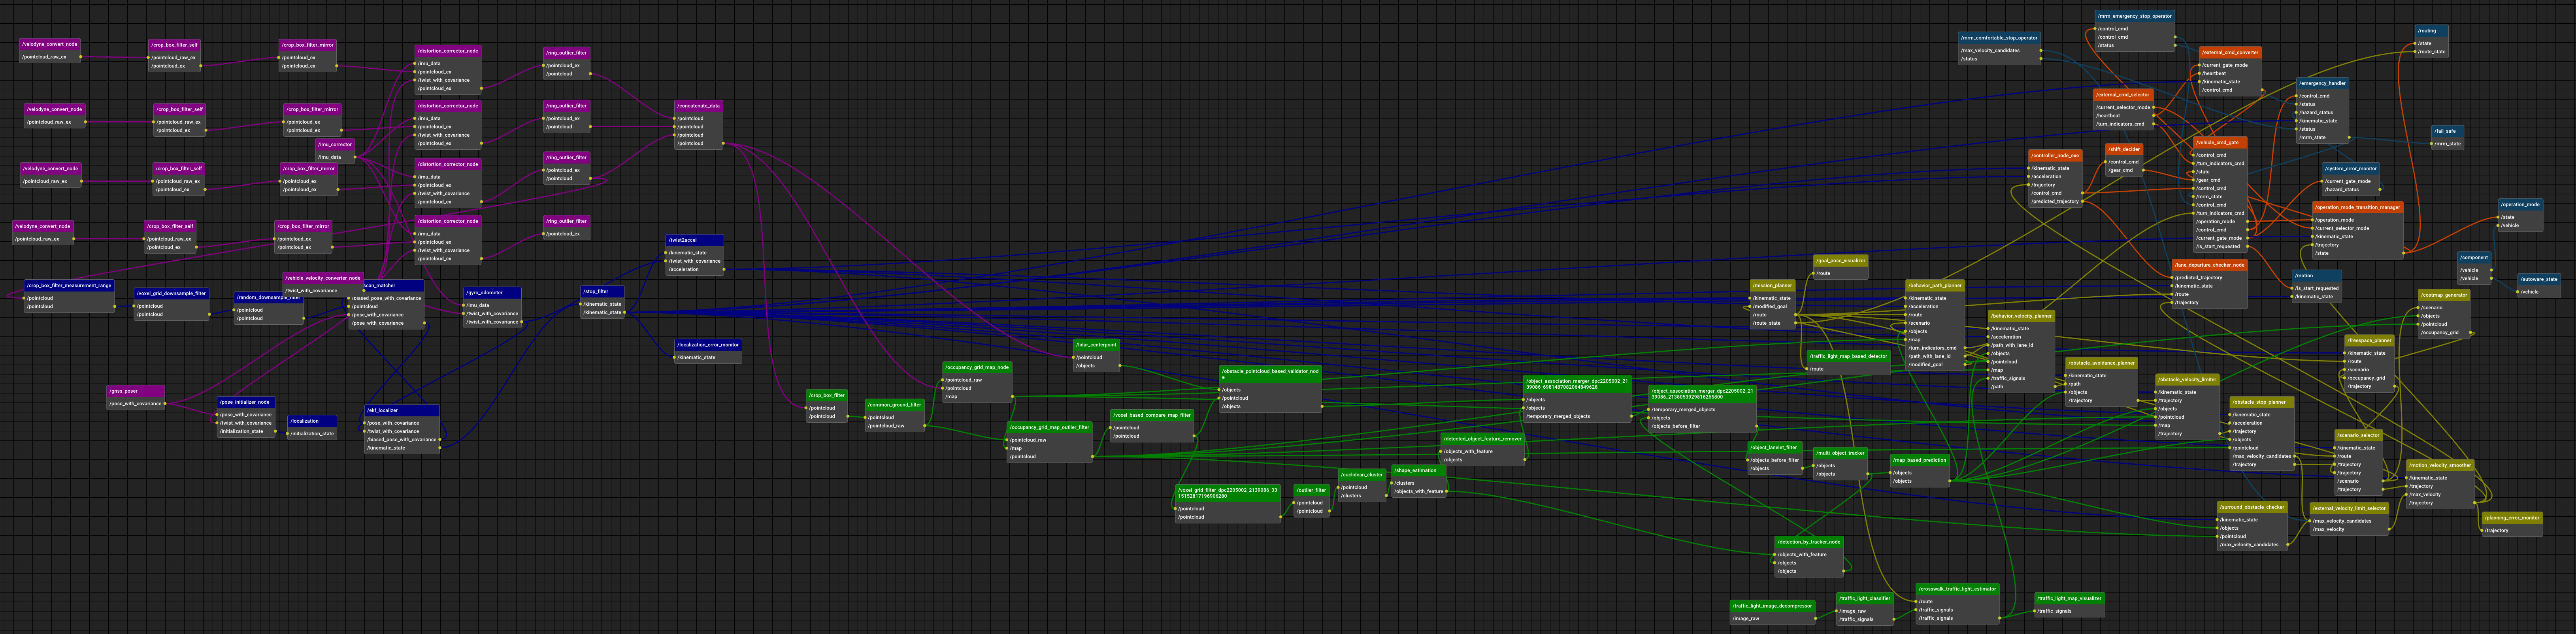 /velodyne_convert_node
/pointcloud_raw_ex
/crop_box_filter_self
/pointcloud_raw_ex
/pointcloud_ex
/crop_box_filter_mirror
/pointcloud_ex
/pointcloud_ex
/distortion_corrector_node
/imu_data
/pointcloud_ex
/twist_with_covariance
/pointcloud_ex
/ring_outlier_filter
/pointcloud_ex
/pointcloud
/velodyne_convert_node
/pointcloud_raw_ex
/crop_box_filter_self
/pointcloud_raw_ex
/pointcloud_ex
/crop_box_filter_mirror
/pointcloud_ex
/pointcloud_ex
/distortion_corrector_node
/imu_data
/pointcloud_ex
/twist_with_covariance
/pointcloud_ex
/ring_outlier_filter
/pointcloud_ex
/pointcloud
/concatenate_data
/pointcloud
/pointcloud
/pointcloud
/pointcloud
/imu_corrector
/imu_data
/velodyne_convert_node
/pointcloud_raw_ex
/crop_box_filter_self
/pointcloud_raw_ex
/pointcloud_ex
/crop_box_filter_mirror
/pointcloud_ex
/pointcloud_ex
/distortion_corrector_node
/imu_data
/pointcloud_ex
/twist_with_covariance
/pointcloud_ex
/ring_outlier_filter
/pointcloud_ex
/pointcloud
/velodyne_convert_node
/pointcloud_raw_ex
/crop_box_filter_self
/pointcloud_raw_ex
/pointcloud_ex
/crop_box_filter_mirror
/pointcloud_ex
/pointcloud_ex
/distortion_corrector_node
/imu_data
/pointcloud_ex
/twist_with_covariance
/pointcloud_ex
/ring_outlier_filter
/pointcloud_ex
/twist2accel
/kinematic_state
/twist_with_covariance
/acceleration
/crop_box_filter_measurement_range
/pointcloud
/pointcloud
/voxel_grid_downsample_filter
/pointcloud
/pointcloud
/random_downsample_filter
/pointcloud
/pointcloud
/vehicle_velocity_converter_node
/twist_with_covariance
scan_matcher
/biased_pose_with_covariance
/pointcloud
/pose_with_covariance
/pose_with_covariance
/gyro_odometer
/imu_data
/twist_with_covariance
/twist_with_covariance
/stop_filter
/kinematic_state
/kinematic_state
/localization_error_monitor
/kinematic_state
/gnss_poser
/pose_with_covariance
/pose_initializer_node
/pose_with_covariance
/twist_with_covariance
/initialization_state
/localization
/initialization_state
/ekf_localizer
/pose_with_covariance
/twist_with_covariance
/biased_pose_with_covariance
/kinematic_state
/crop_box_filter
/pointcloud
/pointcloud
/common_ground_filter
/pointcloud
/pointcloud_raw
/occupancy_grid_map_node
/pointcloud_raw
/pointcloud
/map
/occupancy_grid_map_outlier_filter
/pointcloud_raw
/map
/pointcloud
/lidar_centerpoint
/pointcloud
/objects
/voxel_based_compare_map_filter
/pointcloud
/pointcloud
/obstacle_pointcloud_based_validator_nod
e
/objects
/pointcloud
/objects
/voxel_grid_filter_dpc2205002_2139086_33
/pointcloud
/pointcloud
/outlier_filter
/pointcloud
/pointcloud
/euclidean_cluster
/pointcloud
/clusters
/shape_estimation
/clusters
/objects_with_feature
/detected_object_feature_remover
/objects_with_feature
/objects
/object_association_merger_dpc2205002_21
/objects
/objects
/temporary_merged_objects
/object_association_merger_dpc2205002_21
/temporary_merged_objects
/objects
/objects_before_filter
/object_lanelet_filter
/objects_before_filter
/objects
/multi_object_tracker
/objects
/objects
/map_based_prediction
/objects
/objects
/detection_by_tracker_node
/objects_with_feature
/objects
/objects
/traffic_light_map_based_detector
/route
/traffic_light_image_decompressor
/image_raw
/traffic_light_classifier
/image_raw
/traffic_signals
/crosswalk_traffic_light_estimator
/route
/traffic_signals
/traffic_signals
/traffic_light_map_visualizer
/traffic_signals
/mission_planner
/kinematic_state
/modified_goal
/route
/route_state
/goal_pose_visualizer
/route
/behavior_path_planner
/kinematic_state
/acceleration
/route
/scenario
/objects
/map
/turn_indicators_cmd
/path_with_lane_id
/modified_goal
/behavior_velocity_planner
/kinematic_state
/acceleration
/path_with_lane_id
/objects
/pointcloud
/map
/traffic_signals
/path
/obstacle_avoidance_planner
/kinematic_state
/path
/objects
/trajectory
/obstacle_velocity_limiter
/kinematic_state
/trajectory
/objects
/pointcloud
/map
/trajectory
/obstacle_stop_planner
/kinematic_state
/acceleration
/trajectory
/objects
/pointcloud
/max_velocity_candidates
/trajectory
/surround_obstacle_checker
/kinematic_state
/objects
/pointcloud
/max_velocity_candidates
/external_velocity_limit_selector
/max_velocity_candidates
/max_velocity
/scenario_selector
/kinematic_state
/route
/trajectory
/trajectory
/scenario
/trajectory
/freespace_planner
/kinematic_state
/route
/scenario
/occupancy_grid
/trajectory
/costmap_generator
/scenario
/objects
/pointcloud
/occupancy_grid
/motion_velocity_smoother
/kinematic_state
/trajectory
/max_velocity
/trajectory
/planning_error_monitor
/trajectory
/mrm_comfortable_stop_operator
/max_velocity_candidates
/status
/mrm_emergency_stop_operator
/control_cmd
/control_cmd
/status
/external_cmd_converter
/current_gate_mode
/heartbeat
/kinematic_state
/control_cmd
/external_cmd_selector
/current_selector_mode
/heartbeat
/turn_indicators_cmd
/controller_node_exe
/kinematic_state
/acceleration
/trajectory
/control_cmd
/predicted_trajectory
/shift_decider
/control_cmd
/gear_cmd
/vehicle_cmd_gate
/control_cmd
/turn_indicators_cmd
/state
/gear_cmd
/control_cmd
/mrm_state
/control_cmd
/turn_indicators_cmd
/operation_mode
/control_cmd
/current_gate_mode
/is_start_requested
/lane_departure_checker_node
/predicted_trajectory
/kinematic_state
/route
/trajectory
/emergency_handler
/control_cmd
/status
/hazard_status
/kinematic_state
/status
/mrm_state
/system_error_monitor
/current_gate_mode
/hazard_status
/operation_mode_transition_manager
/operation_mode
/current_selector_mode
/kinematic_state
/trajectory
/state
/motion
/is_start_requested
/kinematic_state
/routing
/state
/route_state
/fail_safe
/mrm_state
/operation_mode
/state
/vehicle
/component
/vehicle
/vehicle
/autoware_state
/vehicle